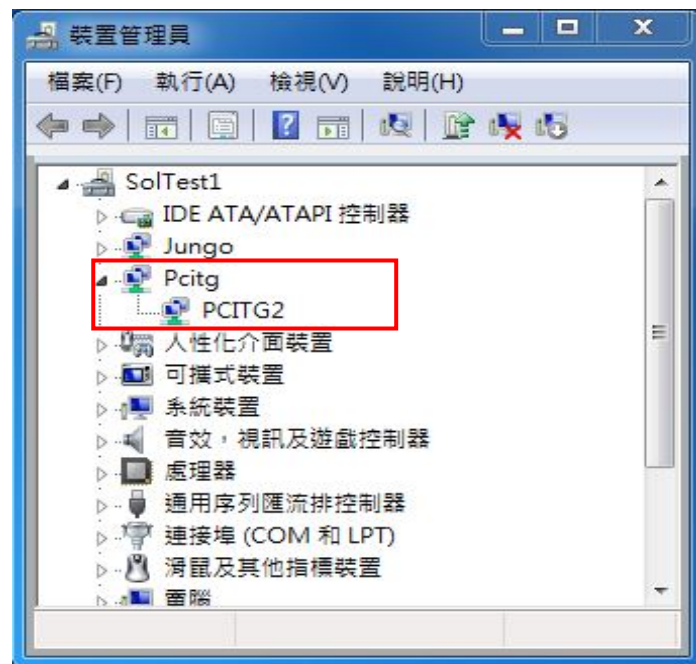 裝置管理員
檔案(F) 執行(A) 檢視(V) 說明(H)
SolTest1
IDE ATA/ATAPI 控制器
Jungo
Pcitg
PCITG2
人性化介面裝置
可攜式裝置
系統裝置
音效，視訊及遊戲控制器
處理器
通用序列匯流排控制器
連接埠 (COM 和 LPT)
滑鼠及其他指標裝置
電腦